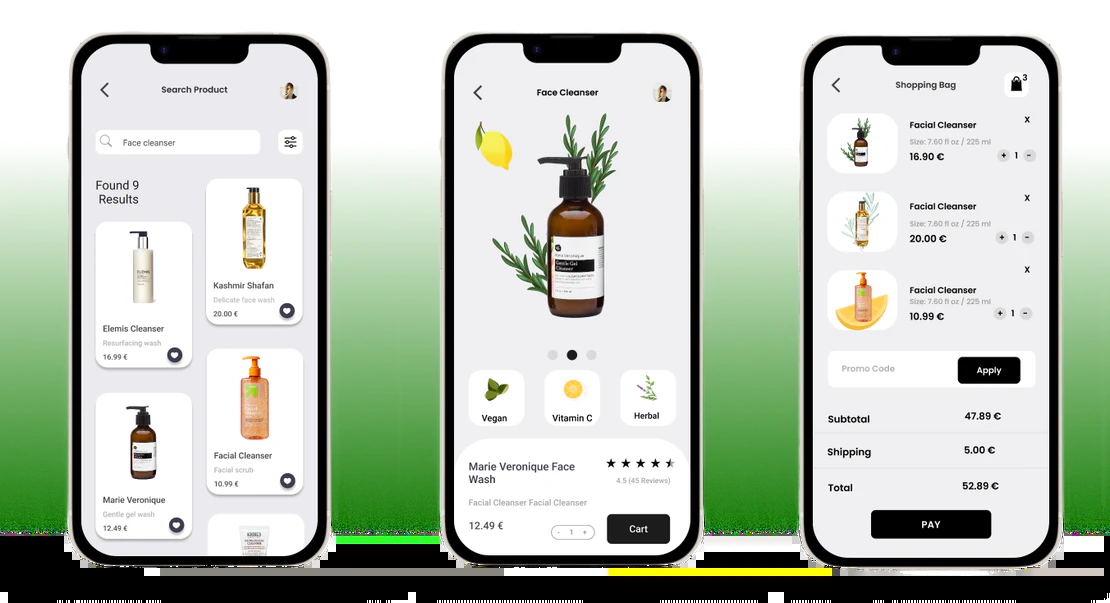 Search Product
Face cleanser
Found 9
Results
Kashmir Shafan
Delicate face wash
20.00 €
ELEMIS
Elemis Cleanser
Resurfacing wash
16.99 €
Facial Cleanser
Facial scrub
10.99 €
Marie Veronique
Gentle gel wash
12.49 €
Face Cleanser
Marie Veronique
Gentle Gel
Cleanser
Vegan
Vitamin C
Herbal
Marie Veronique Face
Wash
4.5 (45 Reviews)
Facial Cleanser Facial Cleanser
12.49 €
- 1 +
Cart
Shopping Bag
3
Facial Cleanser
X
Size: 7.60 fl oz / 225 ml
16.90 €
+ 1 -
Facial Cleanser
X
Size: 7.60 fl oz / 225 ml
20.00 €
+ 1 -
Facial Cleanser
X
Size: 7.60 fl oz / 225 ml
10.99 €
+ 1 -
Promo Code
Apply
Subtotal
47.89 €
Shipping
5.00 €
Total
52.89 €
PAY